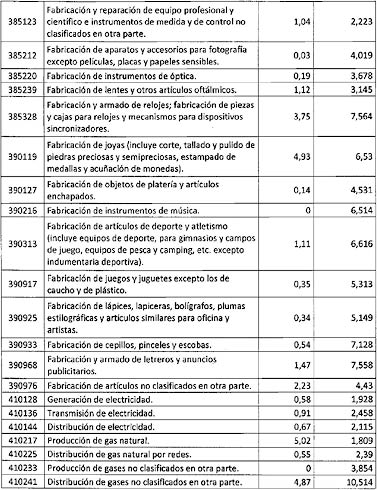 Fabricación y reparación de equipo profesional y
385123 científico e instrumentos de medida y de control no 1,04 2,223
clasificados en otra parte.
385212 Fabricación de aparatos y accesorios para fotografía 0,03 4,019
excepto películas, placas y papeles sensibles.
385220 Fabricación de instrumentos de óptica. 0,19 3,678
385239 Fabricación de lentes y otros artículos oftálmicos. 1,12 3,145
Fabricación y armado de relojes; fabricación de piezas
385328 y cajas para relojes y mecanismos para dispositivos 3,75 7,564
sincronizadores.
Fabricación de joyas (incluye corte, tallado y pulido de
390119 piedras preciosas y semipreciosas, estampado de 4,93 6,53
medallas y acuñación de monedas).
390127 Fabricación de objetos de platería y artículos 0,14 4,531
enchapados.
390216 Fabricación de instrumentos de música. 0 6,514
Fabricación de artículos de deporte y atletismo
390313 (incluye equipos de deporte, para gimnasios y campos 1,11 6,616
de juego, equipos de pesca y camping, etc. excepto
indumentaria deportiva).
390917 Fabricación de juegos y juguetes excepto los de 0,35 5,313
caucho y de plástico.
Fabricación de lápices, lapiceras, bolígrafos, plumas
390925 estilográficas y artículos similares para oficina y 0,34 5,149
artistas.
390933 Fabricación de cepillos, pinceles y escobas. 0,54 7,128
390968 Fabricación y armado de letreros y anuncios 1,47 7,558
publicitarios.
390976 Fabricación de artículos no clasificados en otra parte. 2,23 4,43
410128 Generación de electricidad. 0,58 1,928
410136 Transmisión de electricidad. 0,91 2,458
410144 Distribución de electricidad. 0,67 2,115
410217 Producción de gas natural. 5,02 1,809
410225 Distribución de gas natural por redes. 0,55 2,39
410233 Producción de gases no clasificados en otra parte. 0 3,854
410241 Distribución de gases no clasificados en otra parte. 4,87 10,514